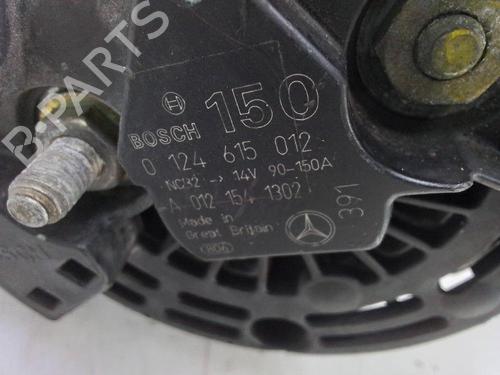 B-PARTS
BOSCH 150
0 124 615 012
NC32 -> 14V 90-150A
A 012 154 1302
Made in
Great Britain
391